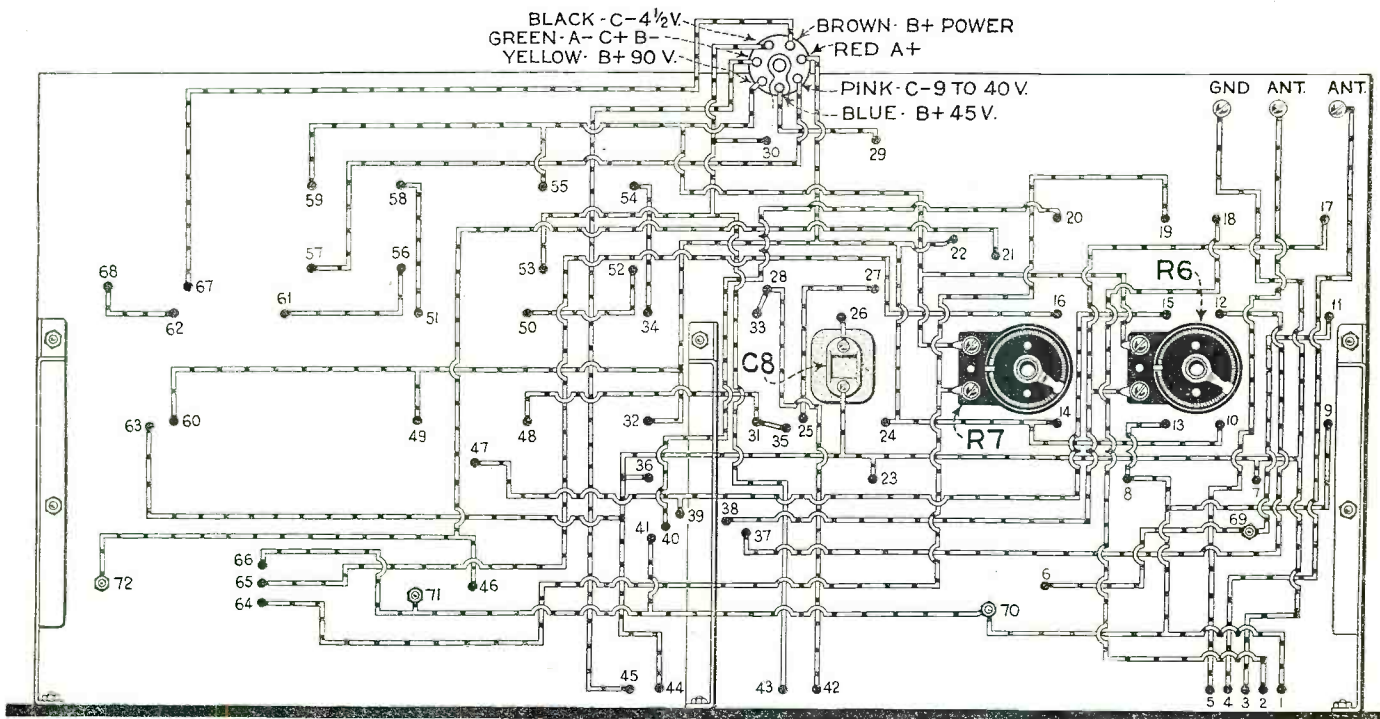 BLACK - C-4½V.
GREEN - A- C+ B-
YELLOW - B+ 90 V.
BROWN - B+ POWER
RED A+
PINK - C-9 TO 40 V.
BLUE - B+ 45 V.
GND ANT. ANT.
30 29
59 58 55 54
20 19 18 17
57 56 53 52 22 21
68 67 28 27 R6
62 61 51 50 34 33 26 16 15 12 11
C8
63 60 49 48 32 31 35 25 24 14 13 10 9
R7
47 36 23 8 7
41 40 39 38 37 69
66
65
64
72 71 46 6
70
45 44 43 42 5 4 3 2 1